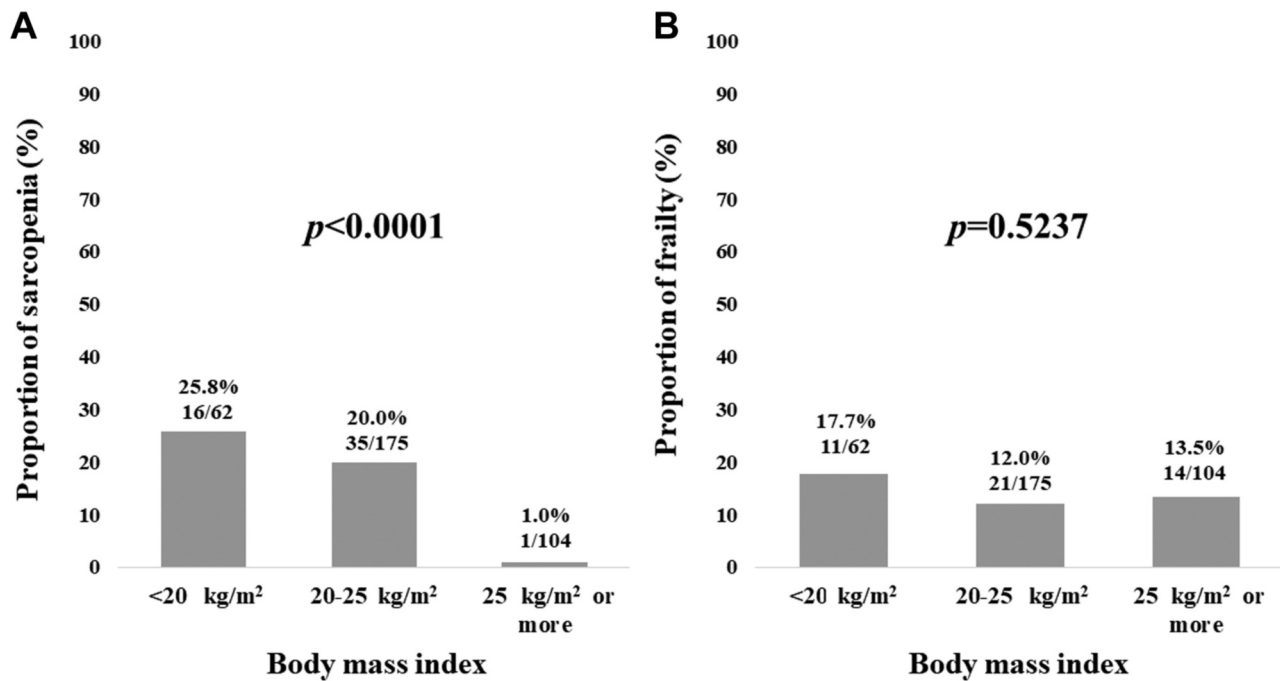 A
Proportion of sarcopenia (%)
100
90
80
70
60
50
40
30
20
10
0
p<0.0001
25.8%
16/62
20.0%
35/175
1.0%
1/104
<20 kg/m²
20-25 kg/m²
25 kg/m² or
more
Body mass index
B
Proportion of frailty (%)
100
90
80
70
60
50
40
30
20
10
0
p=0.5237
17.7%
11/62
12.0%
21/175
13.5%
14/104
<20 kg/m²
20-25 kg/m²
25 kg/m² or
more
Body mass index